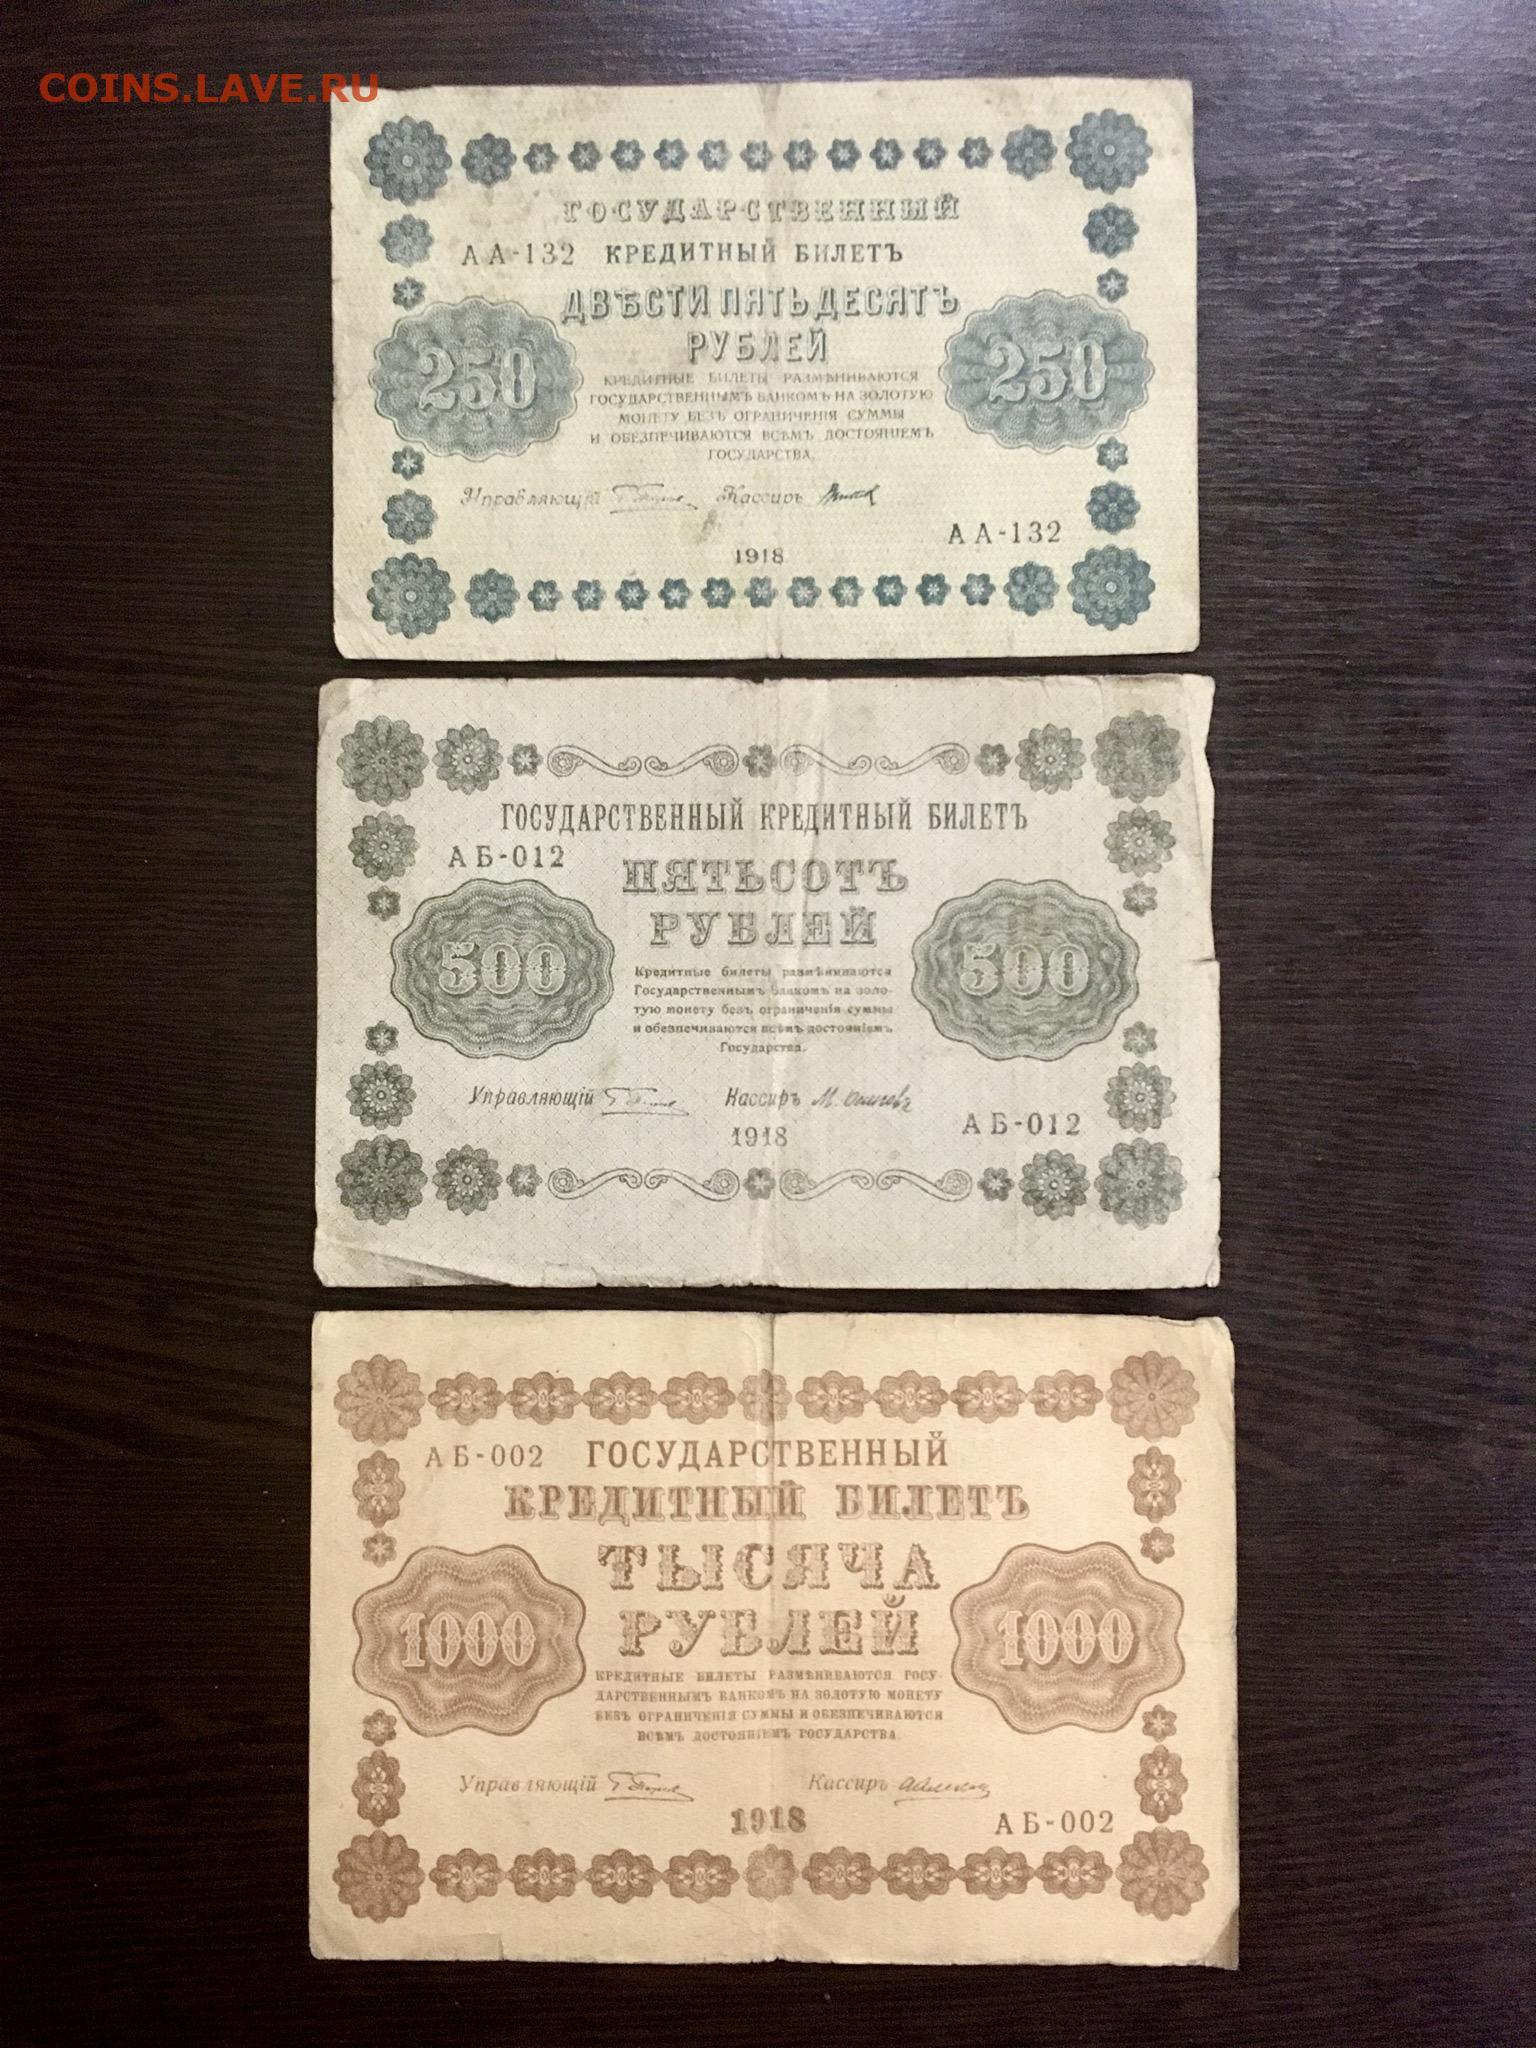 COINS.LAVE.RU
ГОСУДАРСТВЕННЫЙ
АА-132 КРЕДИТНЫЙ БИЛЕТЪ
ДВѢСТИ ПЯТЬДЕСЯТЪ
РУБЛЕЙ
250
250
КРЕДИТНЫЕ БИЛЕТЫ РАЗМѢНИВАЮТСЯ
ГОСУДАРСТВЕННЫМЪ БАНКОМЪ НА ЗОЛОТУЮ
МОНЕТУ БЕЗЪ ОГРАНИЧЕНІЯ СУММЫ
И ОБЕЗПЕЧИВАЮТСЯ ВСѢМЪ ДОСТОЯНІЕМЪ
ГОСУДАРСТВА.
Управляющій Кассиръ
АА-132
1918
ГОСУДАРСТВЕННЫЙ КРЕДИТНЫЙ БИЛЕТЪ
АБ-012
ПЯТЬСОТЪ
РУБЛЕЙ
500
500
Кредитные билеты размѣниваются
Государственнымъ банкомъ на золо-
тую монету безъ ограниченія суммы
и обезпечиваются всѣмъ достояніемъ
Государства.
Управляющій Кассиръ
АБ-012
1918
АБ-002 ГОСУДАРСТВЕННЫЙ
КРЕДИТНЫЙ БИЛЕТЪ
ТЫСЯЧА
РУБЛЕЙ
1000
1000
КРЕДИТНЫЕ БИЛЕТЫ РАЗМѢНИВАЮТСЯ ГОСУ-
ДАРСТВЕННЫМЪ БАНКОМЪ НА ЗОЛОТУЮ МОНЕТУ
БЕЗЪ ОГРАНИЧЕНІЯ СУММЫ И ОБЕЗПЕЧИВАЮТСЯ
ВСѢМЪ ДОСТОЯНІЕМЪ ГОСУДАРСТВА
Управляющій Кассиръ
1918
АБ-002